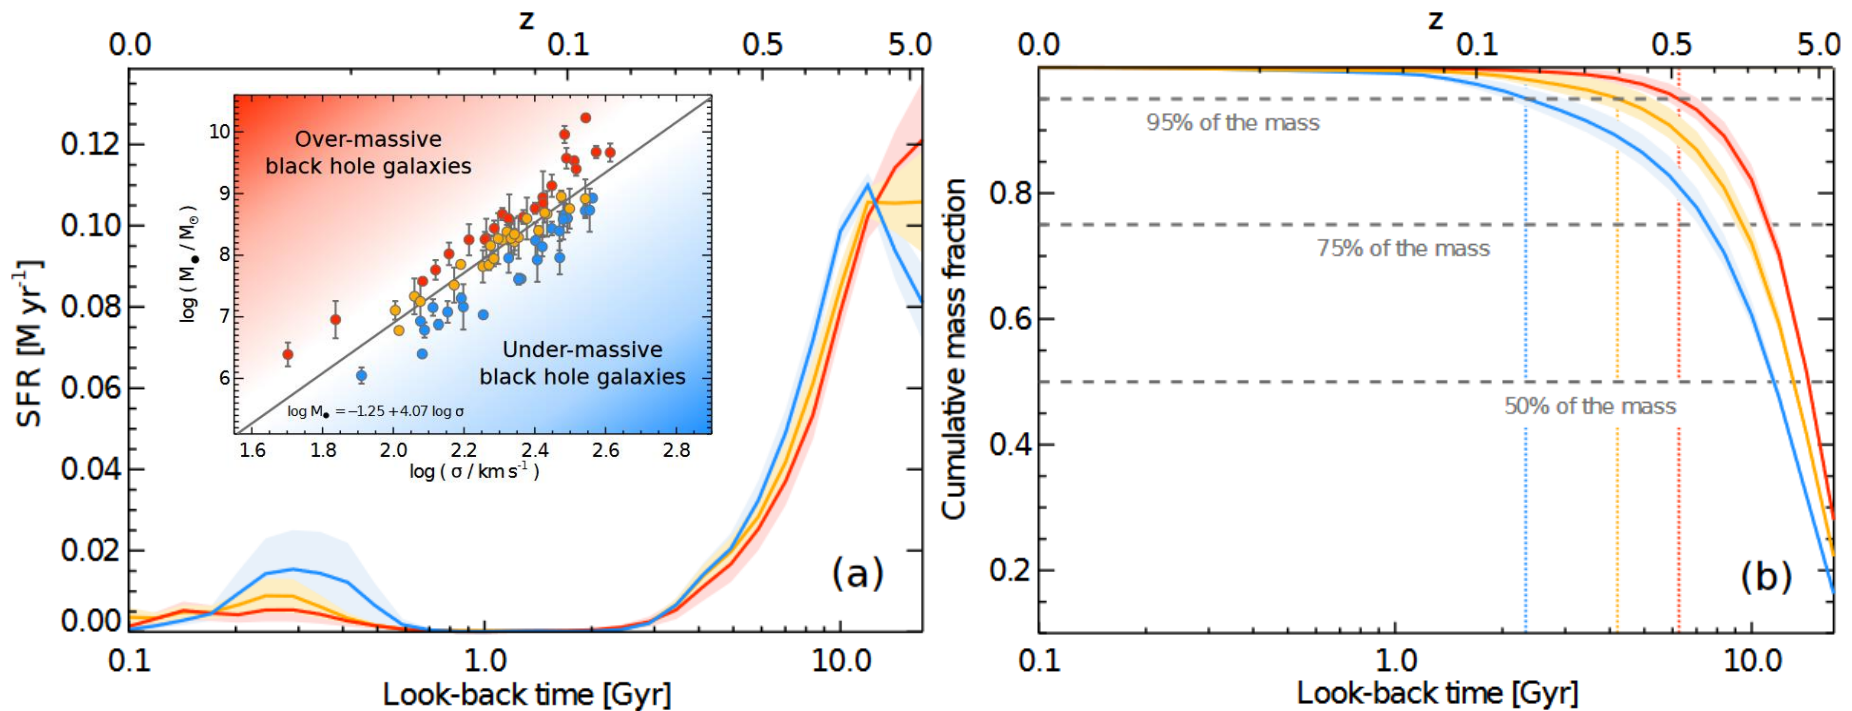 z
0.0 0.1 0.5 5.0
SFR [M yr-1]
0.12
0.10
0.08
0.06
0.04
0.02
0.00
0.1 1.0 10.0
Look-back time [Gyr]
(a)
log ( M● / M☉ )
10
9
8
7
6
Over-massive
black hole galaxies
Under-massive
black hole galaxies
log M● = −1.25 + 4.07 log σ
1.6 1.8 2.0 2.2 2.4 2.6 2.8
log ( σ / km s-1 )
z
0.0 0.1 0.5 5.0
Cumulative mass fraction
0.8
0.6
0.4
0.2
95% of the mass
75% of the mass
50% of the mass
(b)
0.1 1.0 10.0
Look-back time [Gyr]